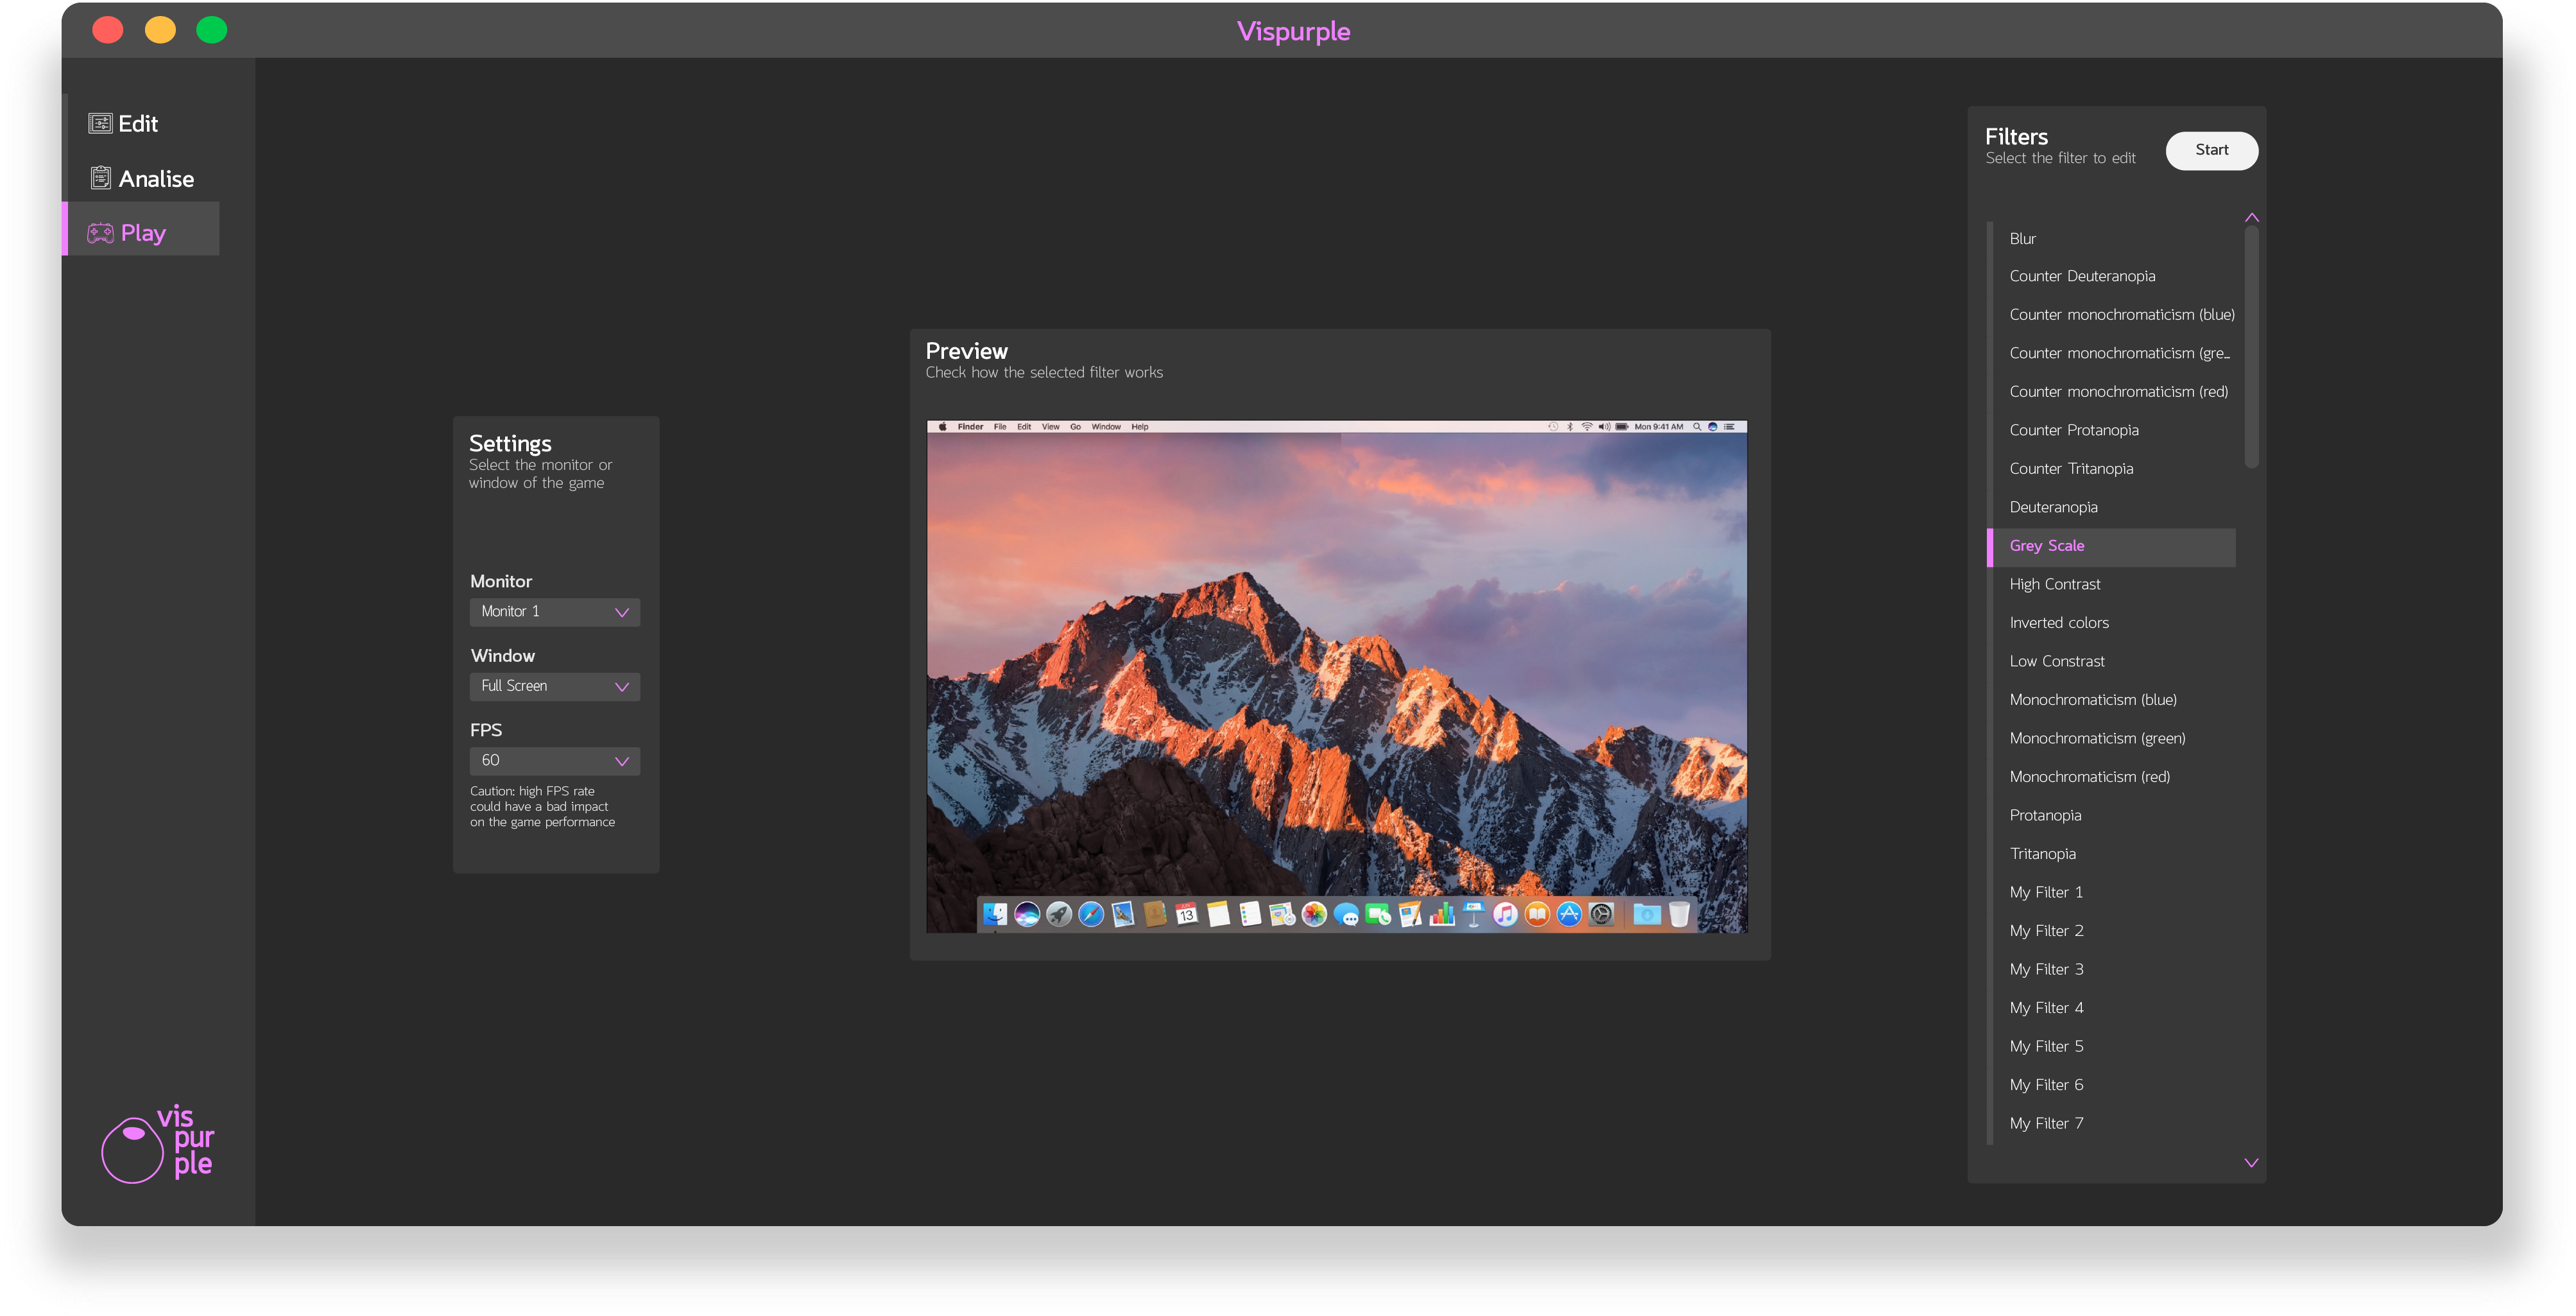 Vispurple
Edit
Analise
Play
vis
pur
ple
Settings
Select the monitor or
window of the game
Monitor
Monitor 1
Window
Full Screen
FPS
60
Caution: high FPS rate
could have a bad impact
on the game performance
Preview
Check how the selected filter works
Finder File Edit View Go Window Help
Mon 9:41 AM
13
Filters
Select the filter to edit
Start
Blur
Counter Deuteranopia
Counter monochromaticism (blue)
Counter monochromaticism (gre...
Counter monochromaticism (red)
Counter Protanopia
Counter Tritanopia
Deuteranopia
Grey Scale
High Contrast
Inverted colors
Low Constrast
Monochromaticism (blue)
Monochromaticism (green)
Monochromaticism (red)
Protanopia
Tritanopia
My Filter 1
My Filter 2
My Filter 3
My Filter 4
My Filter 5
My Filter 6
My Filter 7